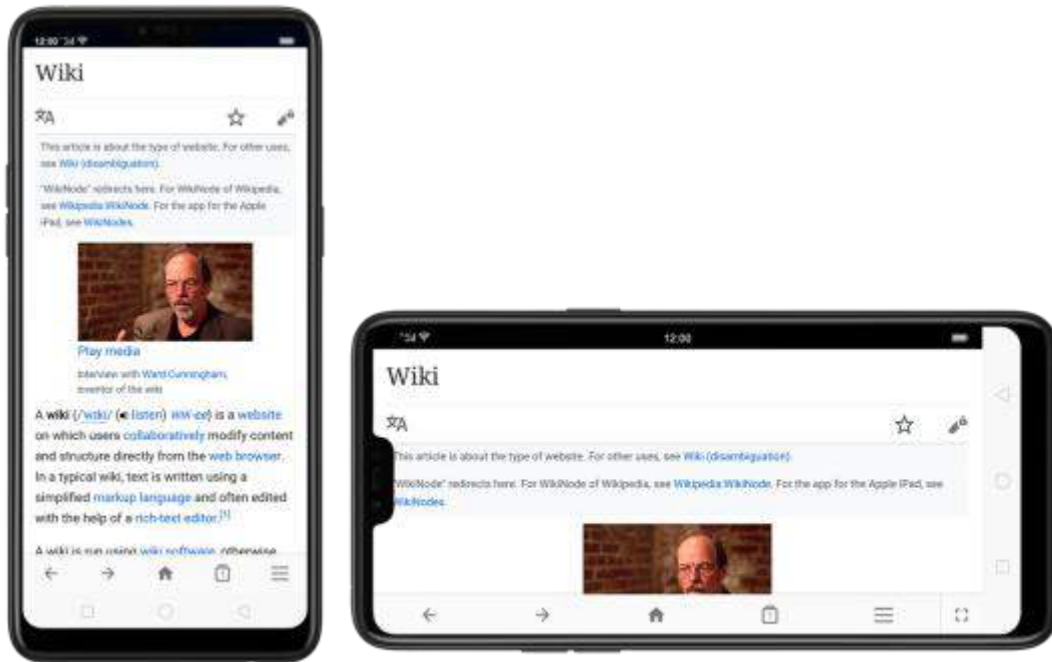 12:00
Wiki
文A
This article is about the type of website. For other uses,
see Wiki (disambiguation).
"WikiNode" redirects here. For WikiNode of Wikipedia,
see Wikipedia:WikiNode. For the app for the Apple
iPad, see WikiNodes.
Play media
Interview with Ward Cunningham,
inventor of the wiki
A wiki (/ˈwɪki/ (listen) WIK-ee) is a website
on which users collaboratively modify content
and structure directly from the web browser.
In a typical wiki, text is written using a
simplified markup language and often edited
with the help of a rich-text editor.[1]
A wiki is run using wiki software, otherwise
1
12:00
Wiki
文A
This article is about the type of website. For other uses, see Wiki (disambiguation).
"WikiNode" redirects here. For WikiNode of Wikipedia, see Wikipedia:WikiNode. For the app for the Apple iPad, see
WikiNodes.
1